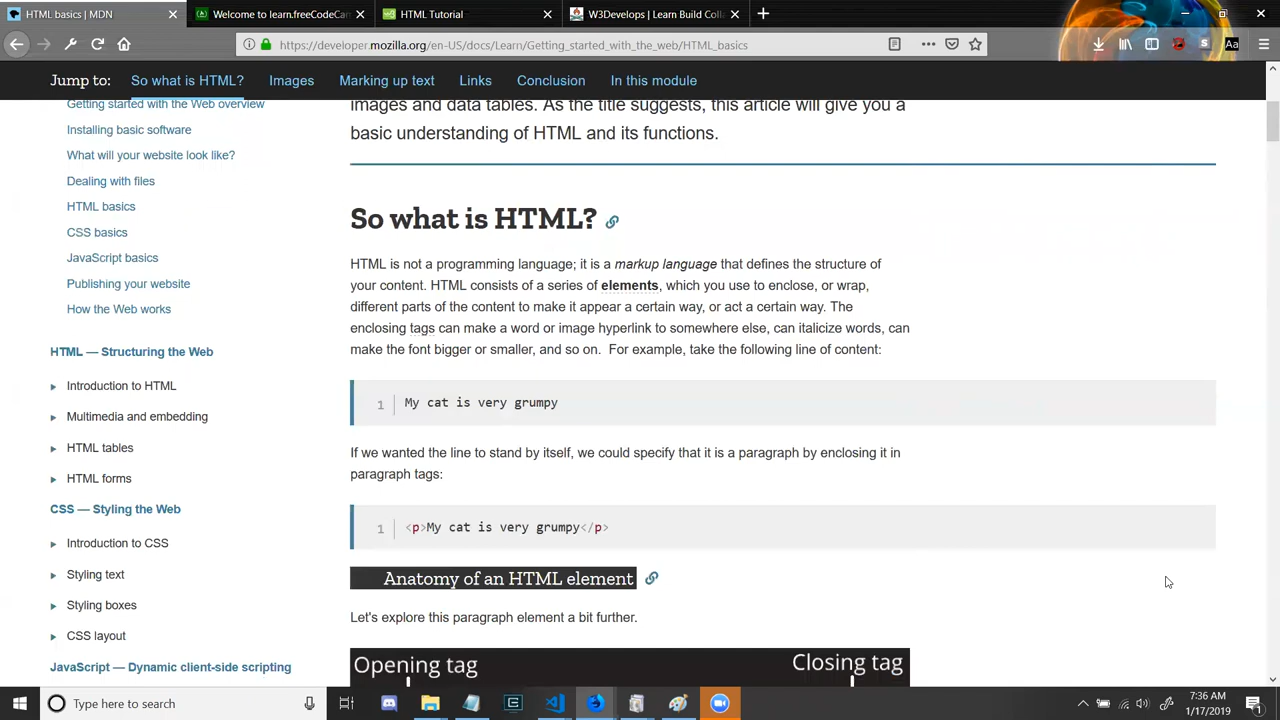 HTML basics | MDN
Welcome to learn.freeCodeCan
HTML Tutorial
W3Develops | Learn Build Colla
https://developer.mozilla.org/en-US/docs/Learn/Getting_started_with_the_web/HTML_basics
Jump to:
So what is HTML?
Images
Marking up text
Links
Conclusion
In this module
Getting started with the Web overview
Installing basic software
What will your website look like?
Dealing with files
HTML basics
CSS basics
JavaScript basics
Publishing your website
How the Web works
HTML — Structuring the Web
Introduction to HTML
Multimedia and embedding
HTML tables
HTML forms
CSS — Styling the Web
Introduction to CSS
Styling text
Styling boxes
CSS layout
JavaScript — Dynamic client-side scripting
images and data tables. As the title suggests, this article will give you a
basic understanding of HTML and its functions.
So what is HTML?
HTML is not a programming language; it is a markup language that defines the structure of
your content. HTML consists of a series of elements, which you use to enclose, or wrap,
different parts of the content to make it appear a certain way, or act a certain way. The
enclosing tags can make a word or image hyperlink to somewhere else, can italicize words, can
make the font bigger or smaller, and so on.  For example, take the following line of content:
1 My cat is very grumpy
If we wanted the line to stand by itself, we could specify that it is a paragraph by enclosing it in
paragraph tags:
1 <p>My cat is very grumpy</p>
Anatomy of an HTML element
Let's explore this paragraph element a bit further.
Opening tag
Closing tag
Type here to search
7:36 AM
1/17/2019